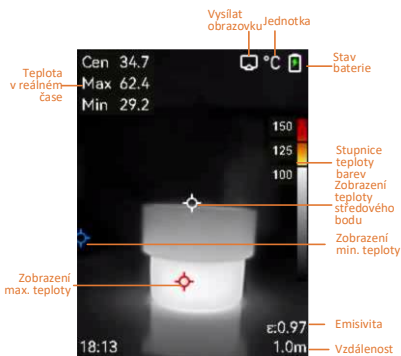 Vysílat
obrazovku
Jednotka
Cen 34.7
Max 62.4
Min 29.2
°C
Stav
baterie
Teplota
v reálném
čase
150
125
100
Stupnice
teploty
barev
Zobrazení
teploty
středového
bodu
Zobrazení
min. teploty
Zobrazení
max. teploty
ε:0.97
Emisivita
18:13
1.0m
Vzdálenost